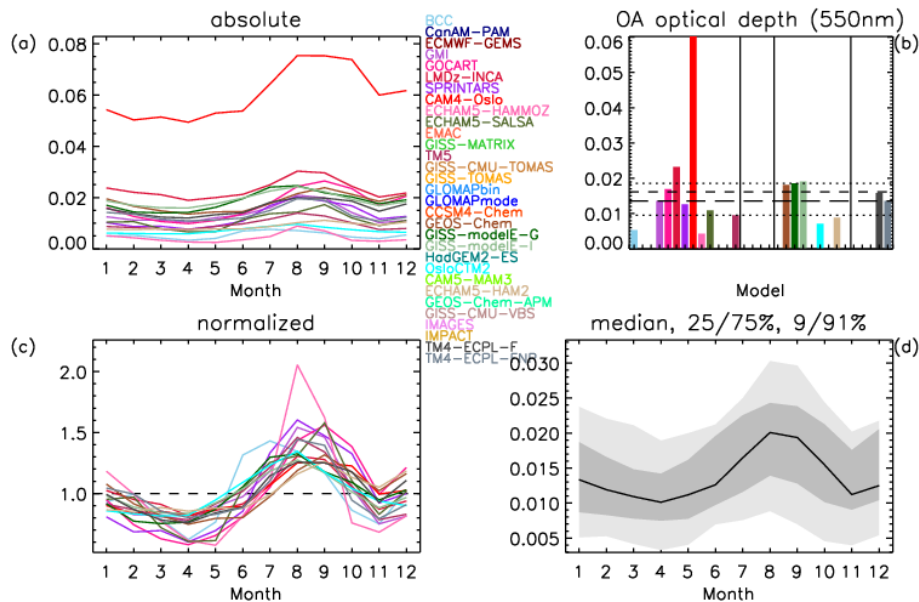 absolute
(a)
0.08
0.06
0.04
0.02
0.00
1 2 3 4 5 6 7 8 9 10 11 12
Month
BCC
CanAM-PAM
ECMWF-GEMS
GMI
GOCART
LMDz-INCA
SPRINTARS
CAM4-Oslo
ECHAM5-HAMMOZ
ECHAM5-SALSA
EMAC
GISS-MATRIX
TM5
GISS-CMU-TOMAS
GISS-TOMAS
GLOMAPbin
GLOMAPmode
CCSM4-Chem
GEOS-Chem
GISS-modelE-G
GISS-modelE-I
HadGEM2-ES
OsloCTM2
CAM5-MAM3
ECHAM5-HAM2
GEOS-Chem-APM
GISS-CMU-VBS
IMAGES
IMPACT
TM4-ECPL-F
TM4-ECPL-FNP
OA optical depth (550nm)
(b)
0.06
0.05
0.04
0.03
0.02
0.01
0.00
Model
normalized
(c)
2.0
1.5
1.0
1 2 3 4 5 6 7 8 9 10 11 12
Month
median, 25/75%, 9/91%
(d)
0.030
0.025
0.020
0.015
0.010
0.005
1 2 3 4 5 6 7 8 9 10 11 12
Month